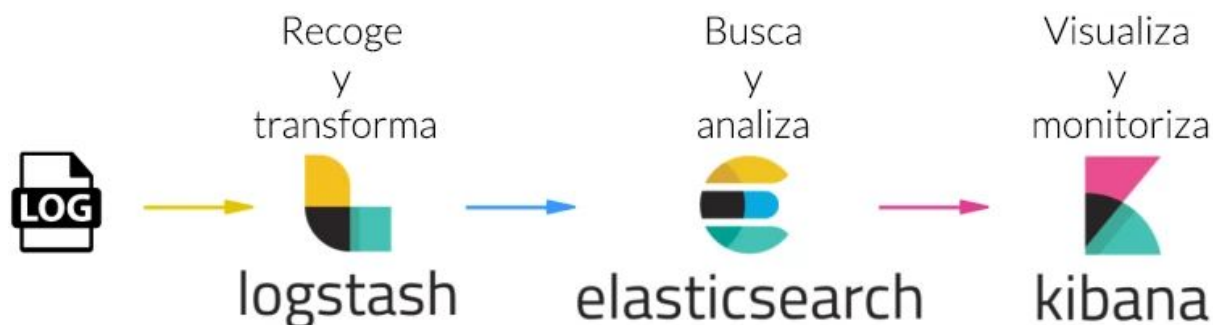 Recoge
y
transforma
Busca
y
analiza
Visualiza
y
monitoriza
LOG
logstash
elasticsearch
kibana